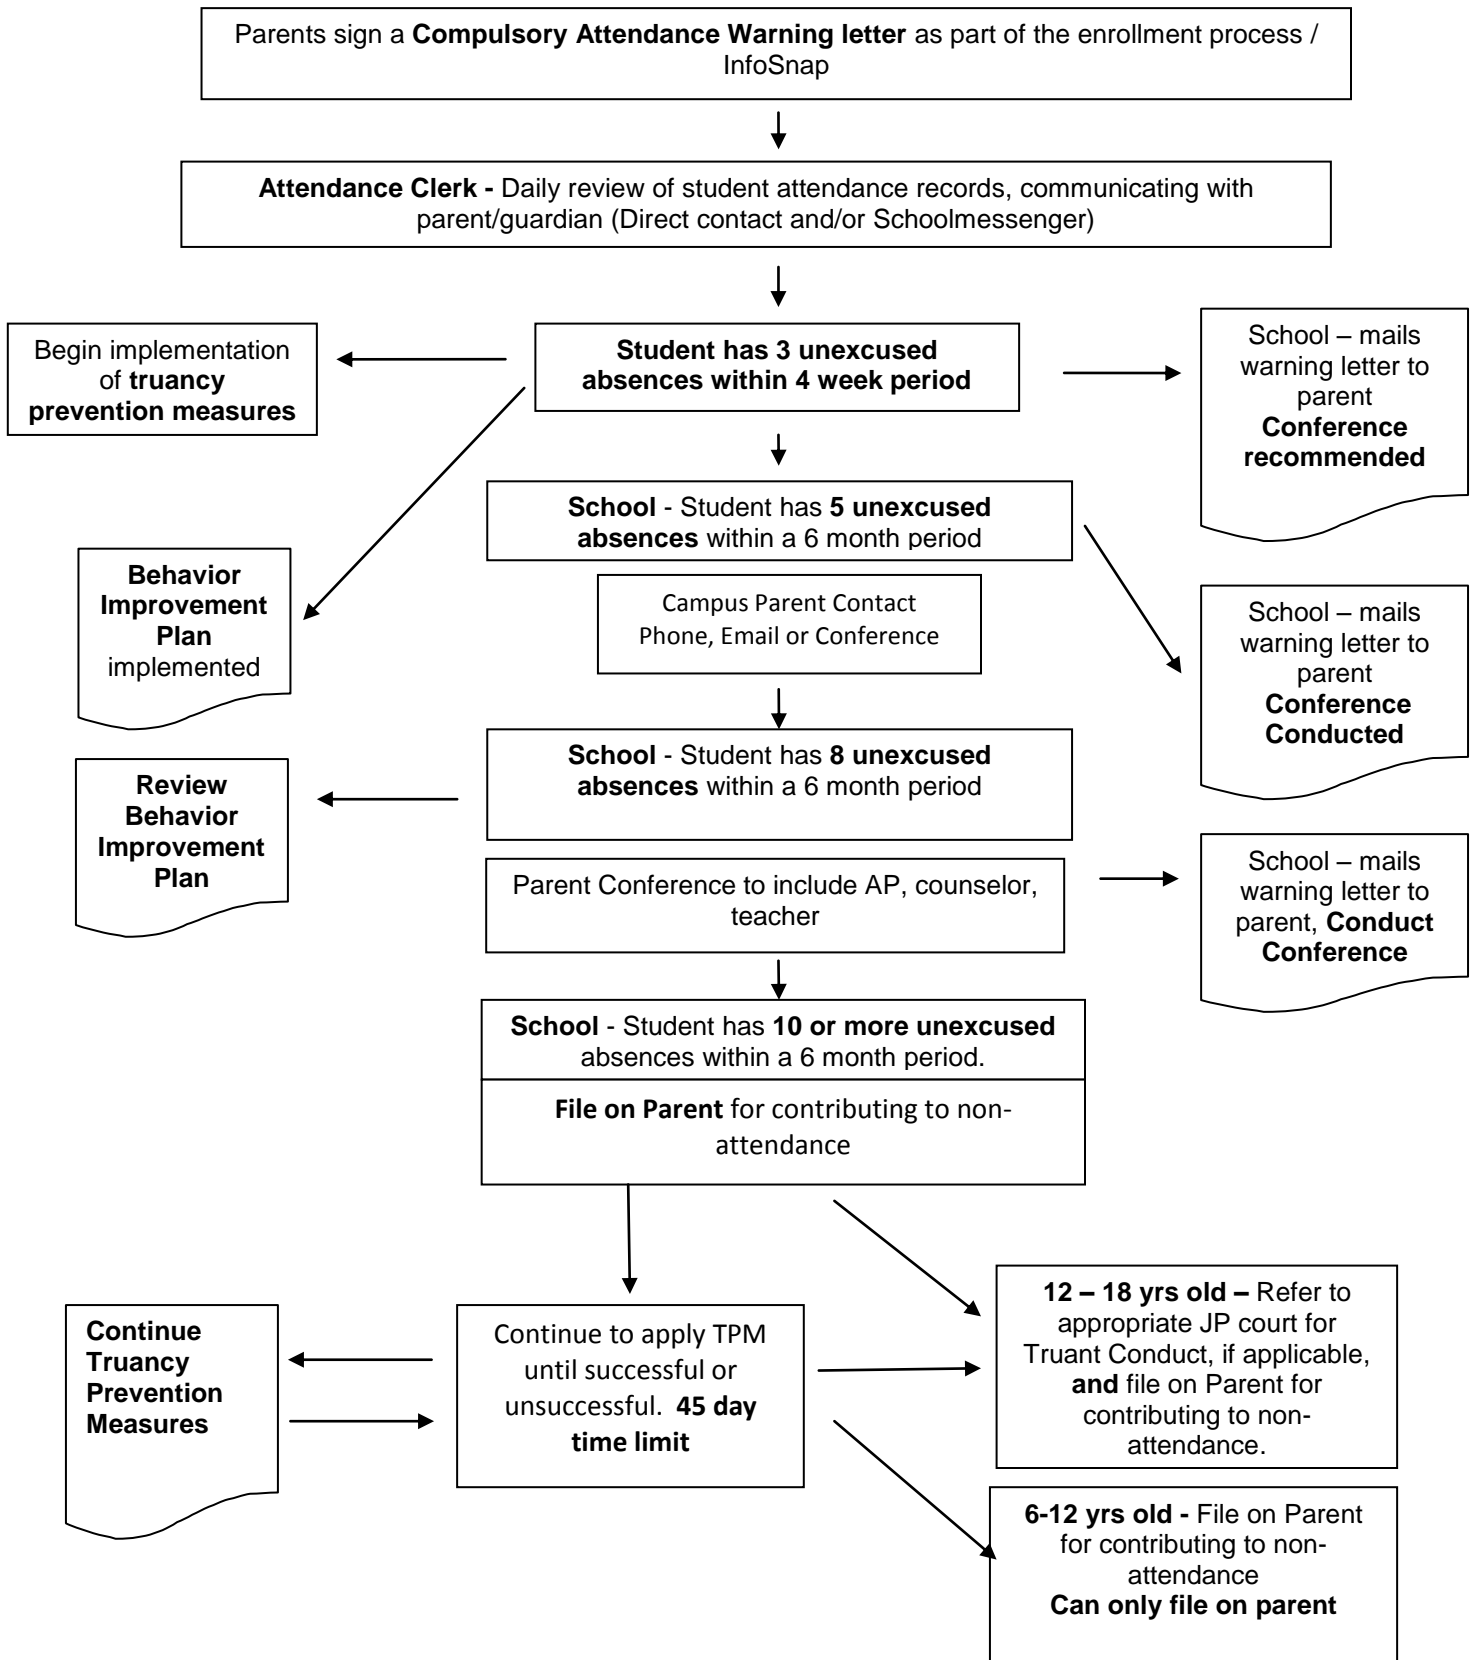 Parents sign a Compulsory Attendance Warning letter as part of the enrollment process /
InfoSnap
Attendance Clerk - Daily review of student attendance records, communicating with
parent/guardian (Direct contact and/or Schoolmessenger)
Begin implementation
of truancy
prevention measures
Student has 3 unexcused
absences within 4 week period
School – mails
warning letter to
parent
Conference
recommended
School - Student has 5 unexcused
absences within a 6 month period
Behavior
Improvement
Plan
implemented
Campus Parent Contact
Phone, Email or Conference
School – mails
warning letter to
parent
Conference
Conducted
School - Student has 8 unexcused
absences within a 6 month period
Review
Behavior
Improvement
Plan
Parent Conference to include AP, counselor,
teacher
School – mails
warning letter to
parent, Conduct
Conference
School - Student has 10 or more unexcused
absences within a 6 month period.
File on Parent for contributing to non-
attendance
Continue
Truancy
Prevention
Measures
Continue to apply TPM
until successful or
unsuccessful. 45 day
time limit
12 – 18 yrs old – Refer to
appropriate JP court for
Truant Conduct, if applicable,
and file on Parent for
contributing to non-
attendance.
6-12 yrs old - File on Parent
for contributing to non-
attendance
Can only file on parent